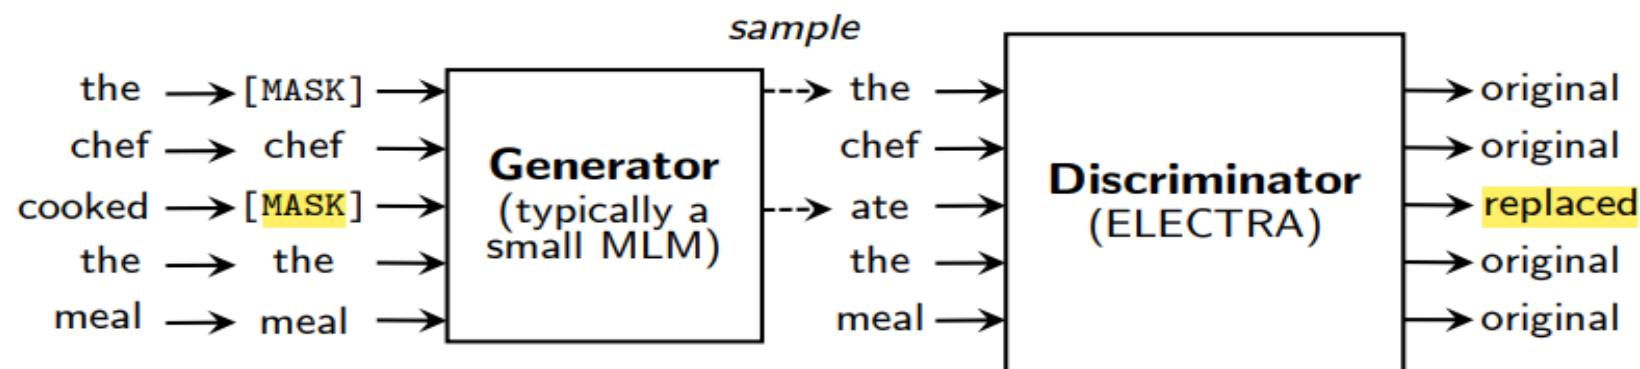 sample
the [MASK] the original
chef chef chef original
Generator
(typically a
small MLM)
Discriminator
(ELECTRA)
cooked [MASK] ate replaced
the the the original
meal meal meal original